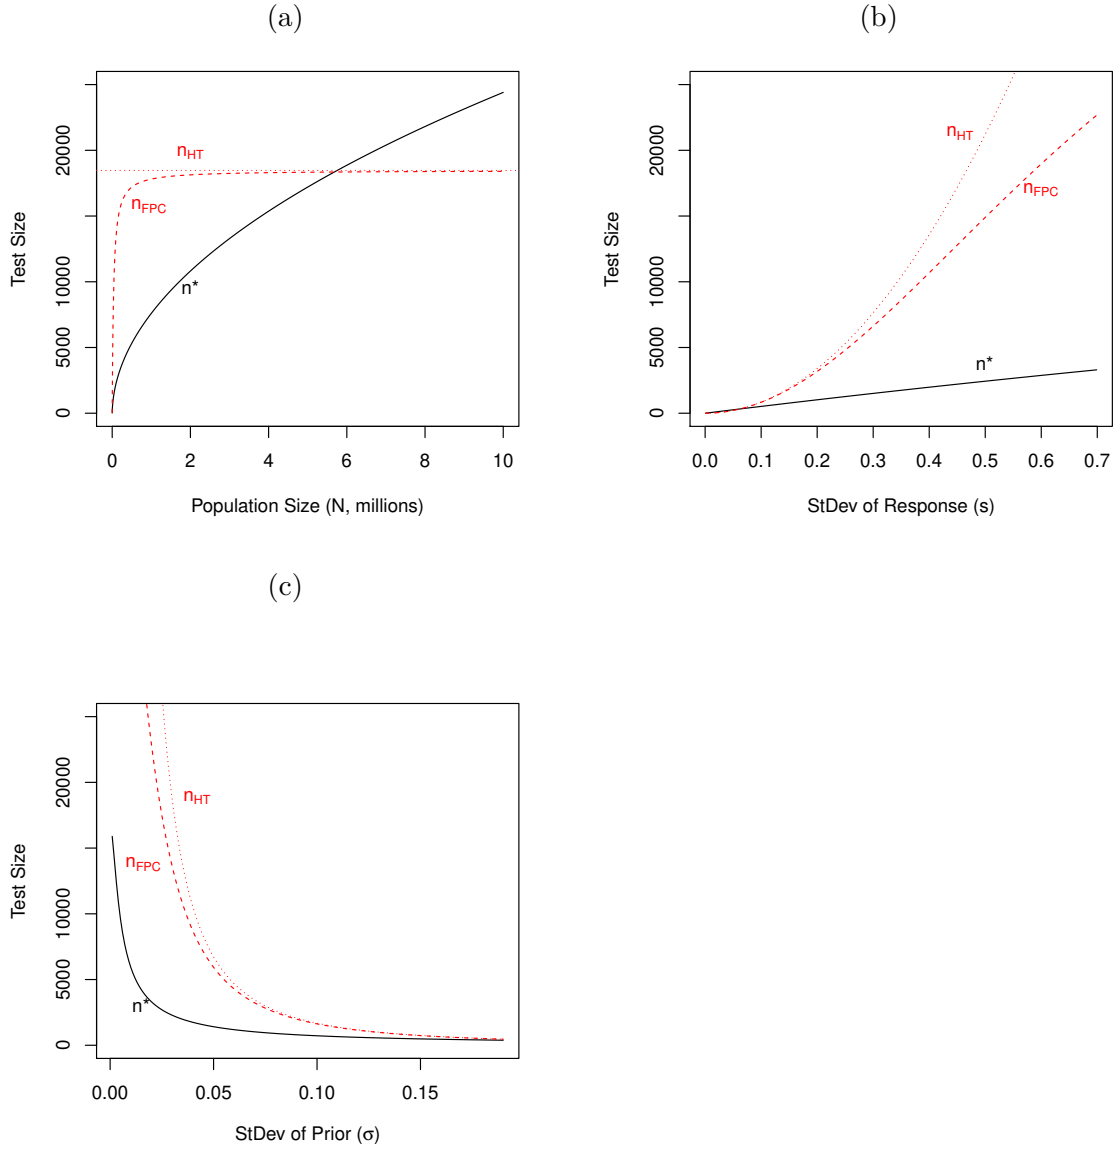 (a)
Test Size
20000
10000
5000
0
n_HT
n_FPC
n*
0 2 4 6 8 10
Population Size (N, millions)
(b)
Test Size
20000
10000
5000
0
n_HT
n_FPC
n*
0.0 0.1 0.2 0.3 0.4 0.5 0.6 0.7
StDev of Response (s)
(c)
Test Size
20000
10000
5000
0
n_HT
n_FPC
n*
0.00 0.05 0.10 0.15
StDev of Prior (σ)